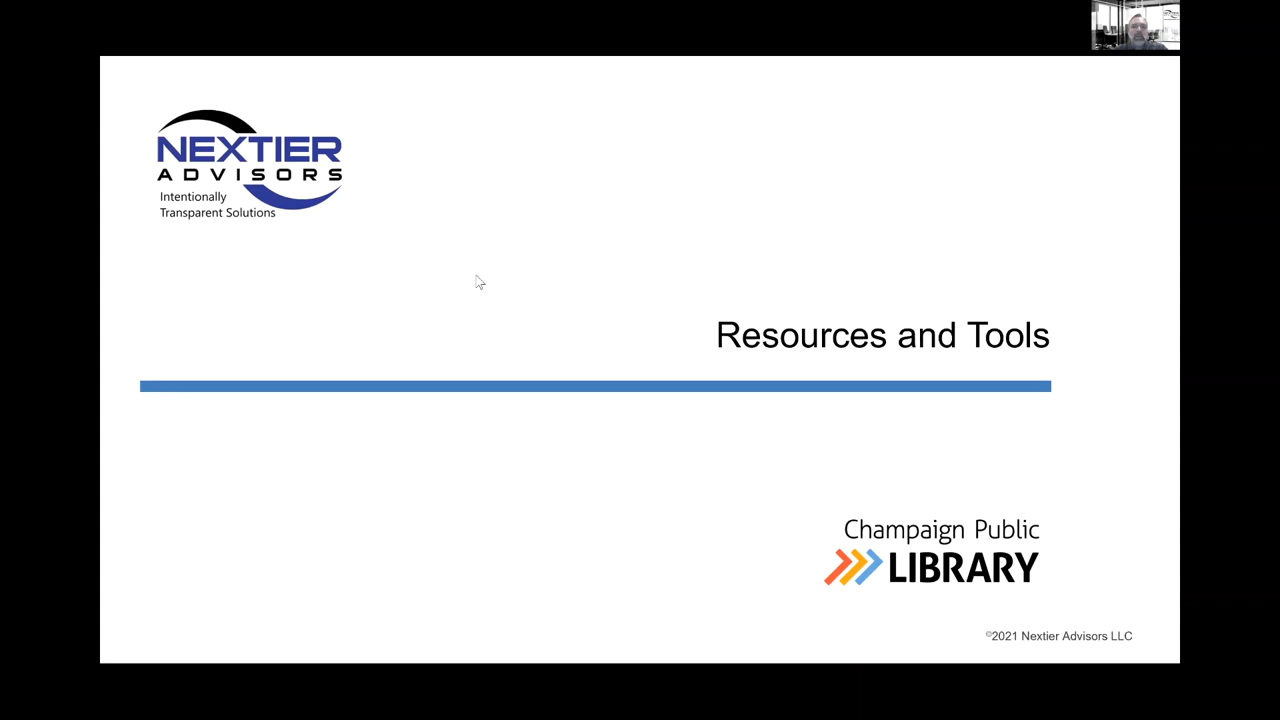 NEXTIER
ADVISORS
Intentionally
Transparent Solutions
Resources and Tools
Champaign Public
LIBRARY
©2021 Nextier Advisors LLC